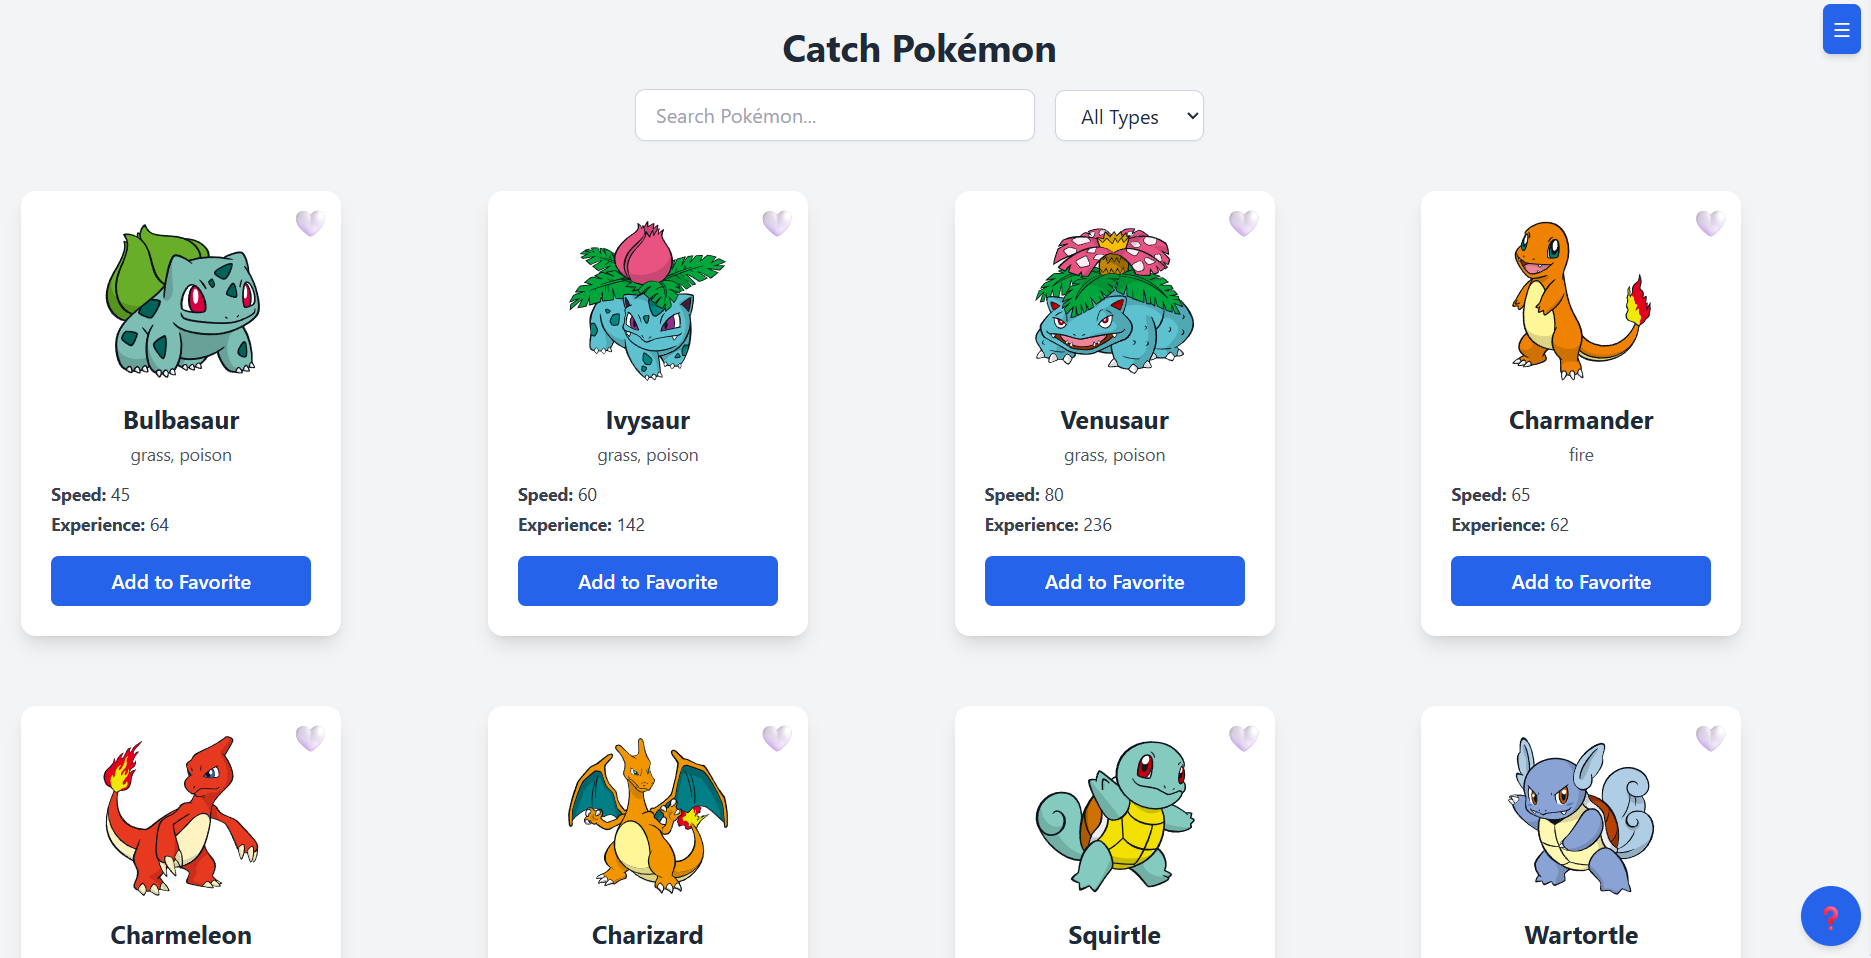 Catch Pokémon
☰
Search Pokémon...
All Types
Bulbasaur
grass, poison
Speed: 45
Experience: 64
Add to Favorite
Ivysaur
grass, poison
Speed: 60
Experience: 142
Add to Favorite
Venusaur
grass, poison
Speed: 80
Experience: 236
Add to Favorite
Charmander
fire
Speed: 65
Experience: 62
Add to Favorite
Charmeleon
Charizard
Squirtle
Wartortle
❓